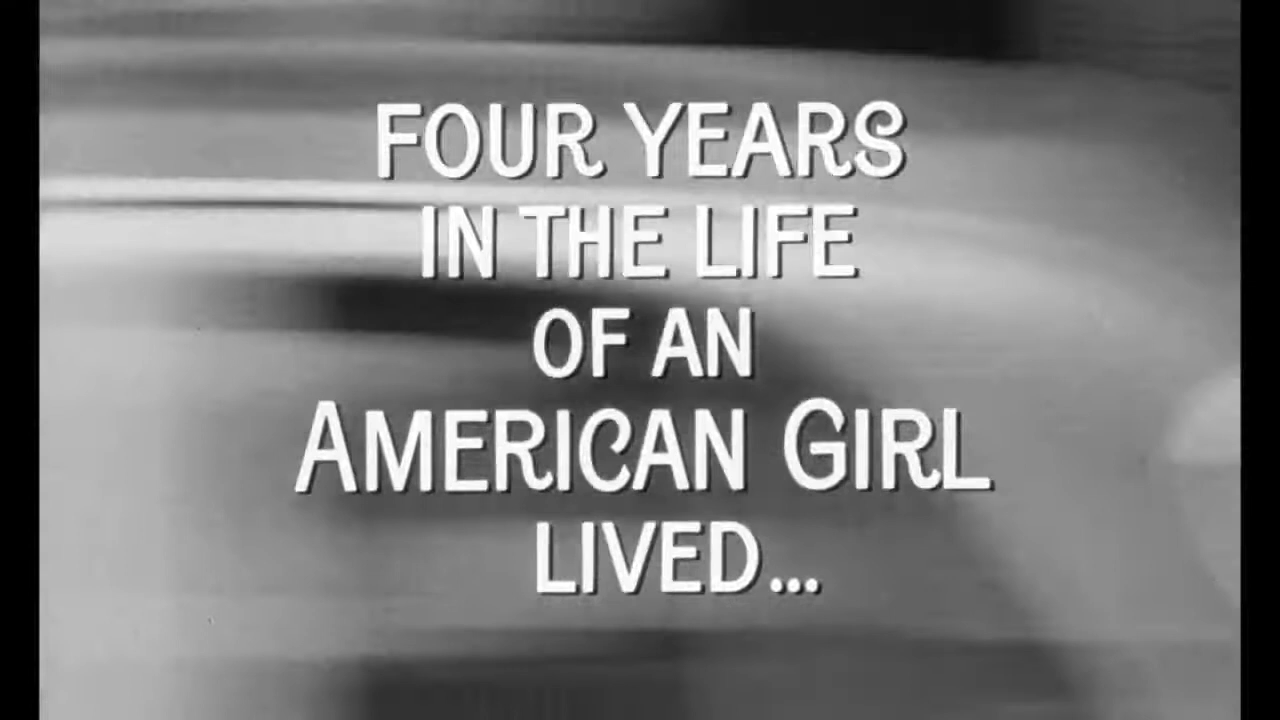 FOUR YEARS
IN THE LIFE
OF AN
AMERICAN GIRL
LIVED...